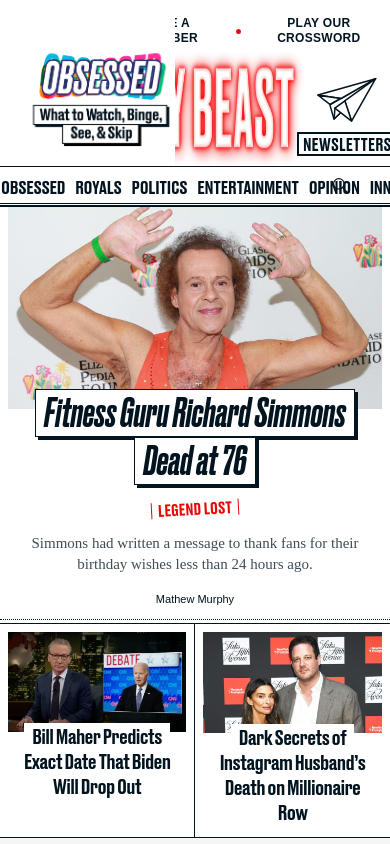 E A
BER
PLAY OUR
CROSSWORD
OBSESSED
What to Watch, Binge,
See, & Skip
Y BEAST
NEWSLETTERS
OBSESSED ROYALS POLITICS ENTERTAINMENT OPINION INN
Fitness Guru Richard Simmons
Dead at 76
LEGEND LOST
Simmons had written a message to thank fans for their
birthday wishes less than 24 hours ago.
Mathew Murphy
DEBATE
Bill Maher Predicts
Exact Date That Biden
Will Drop Out
Dark Secrets of
Instagram Husband's
Death on Millionaire
Row